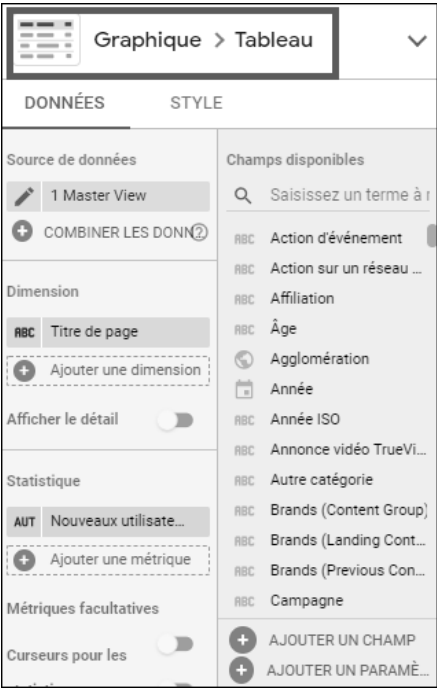 Graphique > Tableau
DONNÉES
STYLE
Source de données
1 Master View
COMBINER LES DONN
Dimension
ABC Titre de page
Ajouter une dimension
Afficher le détail
Statistique
AUT Nouveaux utilisate...
Ajouter une métrique
Métriques facultatives
Curseurs pour les
Champs disponibles
Saisissez un terme à r
ABC Action d'événement
ABC Action sur un réseau ...
ABC Affiliation
ABC Âge
Agglomération
Année
ABC Année ISO
ABC Annonce vidéo TrueVi...
ABC Autre catégorie
ABC Brands (Content Group)
ABC Brands (Landing Cont...
ABC Brands (Previous Con...
ABC Campagne
AJOUTER UN CHAMP
AJOUTER UN PARAMÈ...